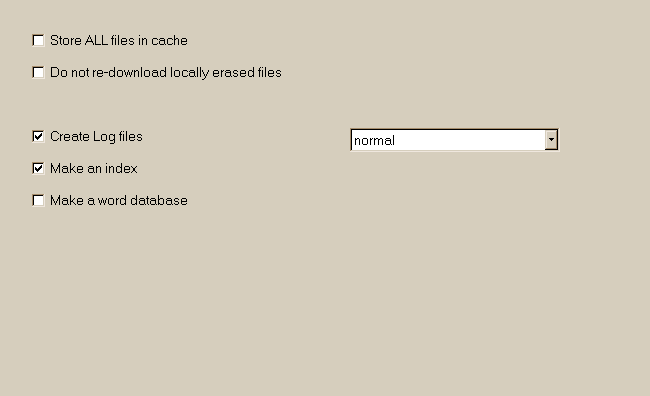 Store ALL files in cache
Do not re-download locally erased files
Create Log files
normal
Make an index
Make a word database